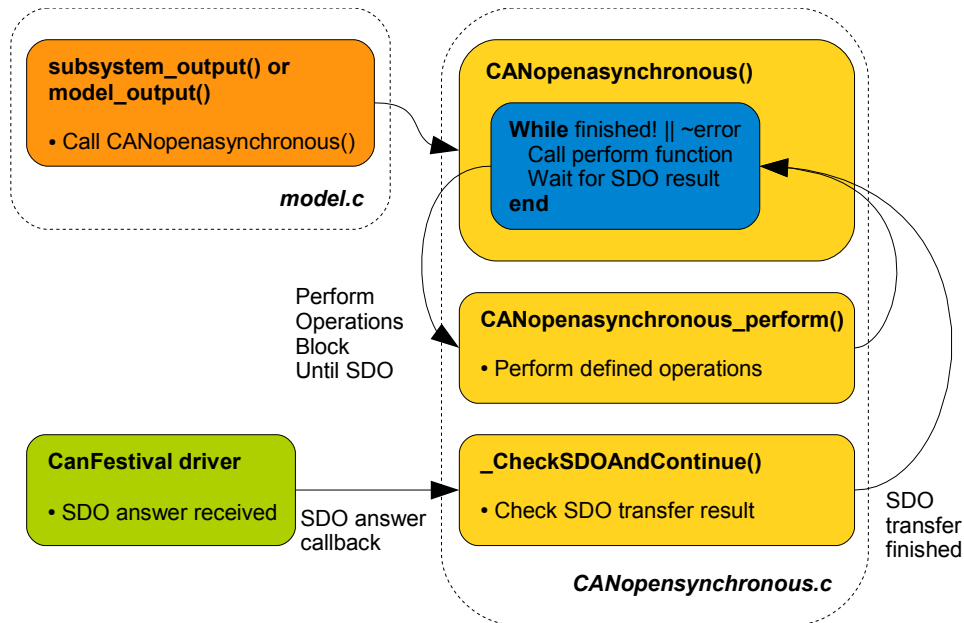 subsystem_output() or
model_output()
• Call CANopenasynchronous()
model.c
CANopenasynchronous()
While finished! || ~error
Call perform function
Wait for SDO result
end
Perform
Operations
Block
Until SDO
CANopenasynchronous_perform()
• Perform defined operations
CanFestival driver
• SDO answer received
SDO answer
callback
_CheckSDOAndContinue()
• Check SDO transfer result
SDO
transfer
finished
CANopensynchronous.c